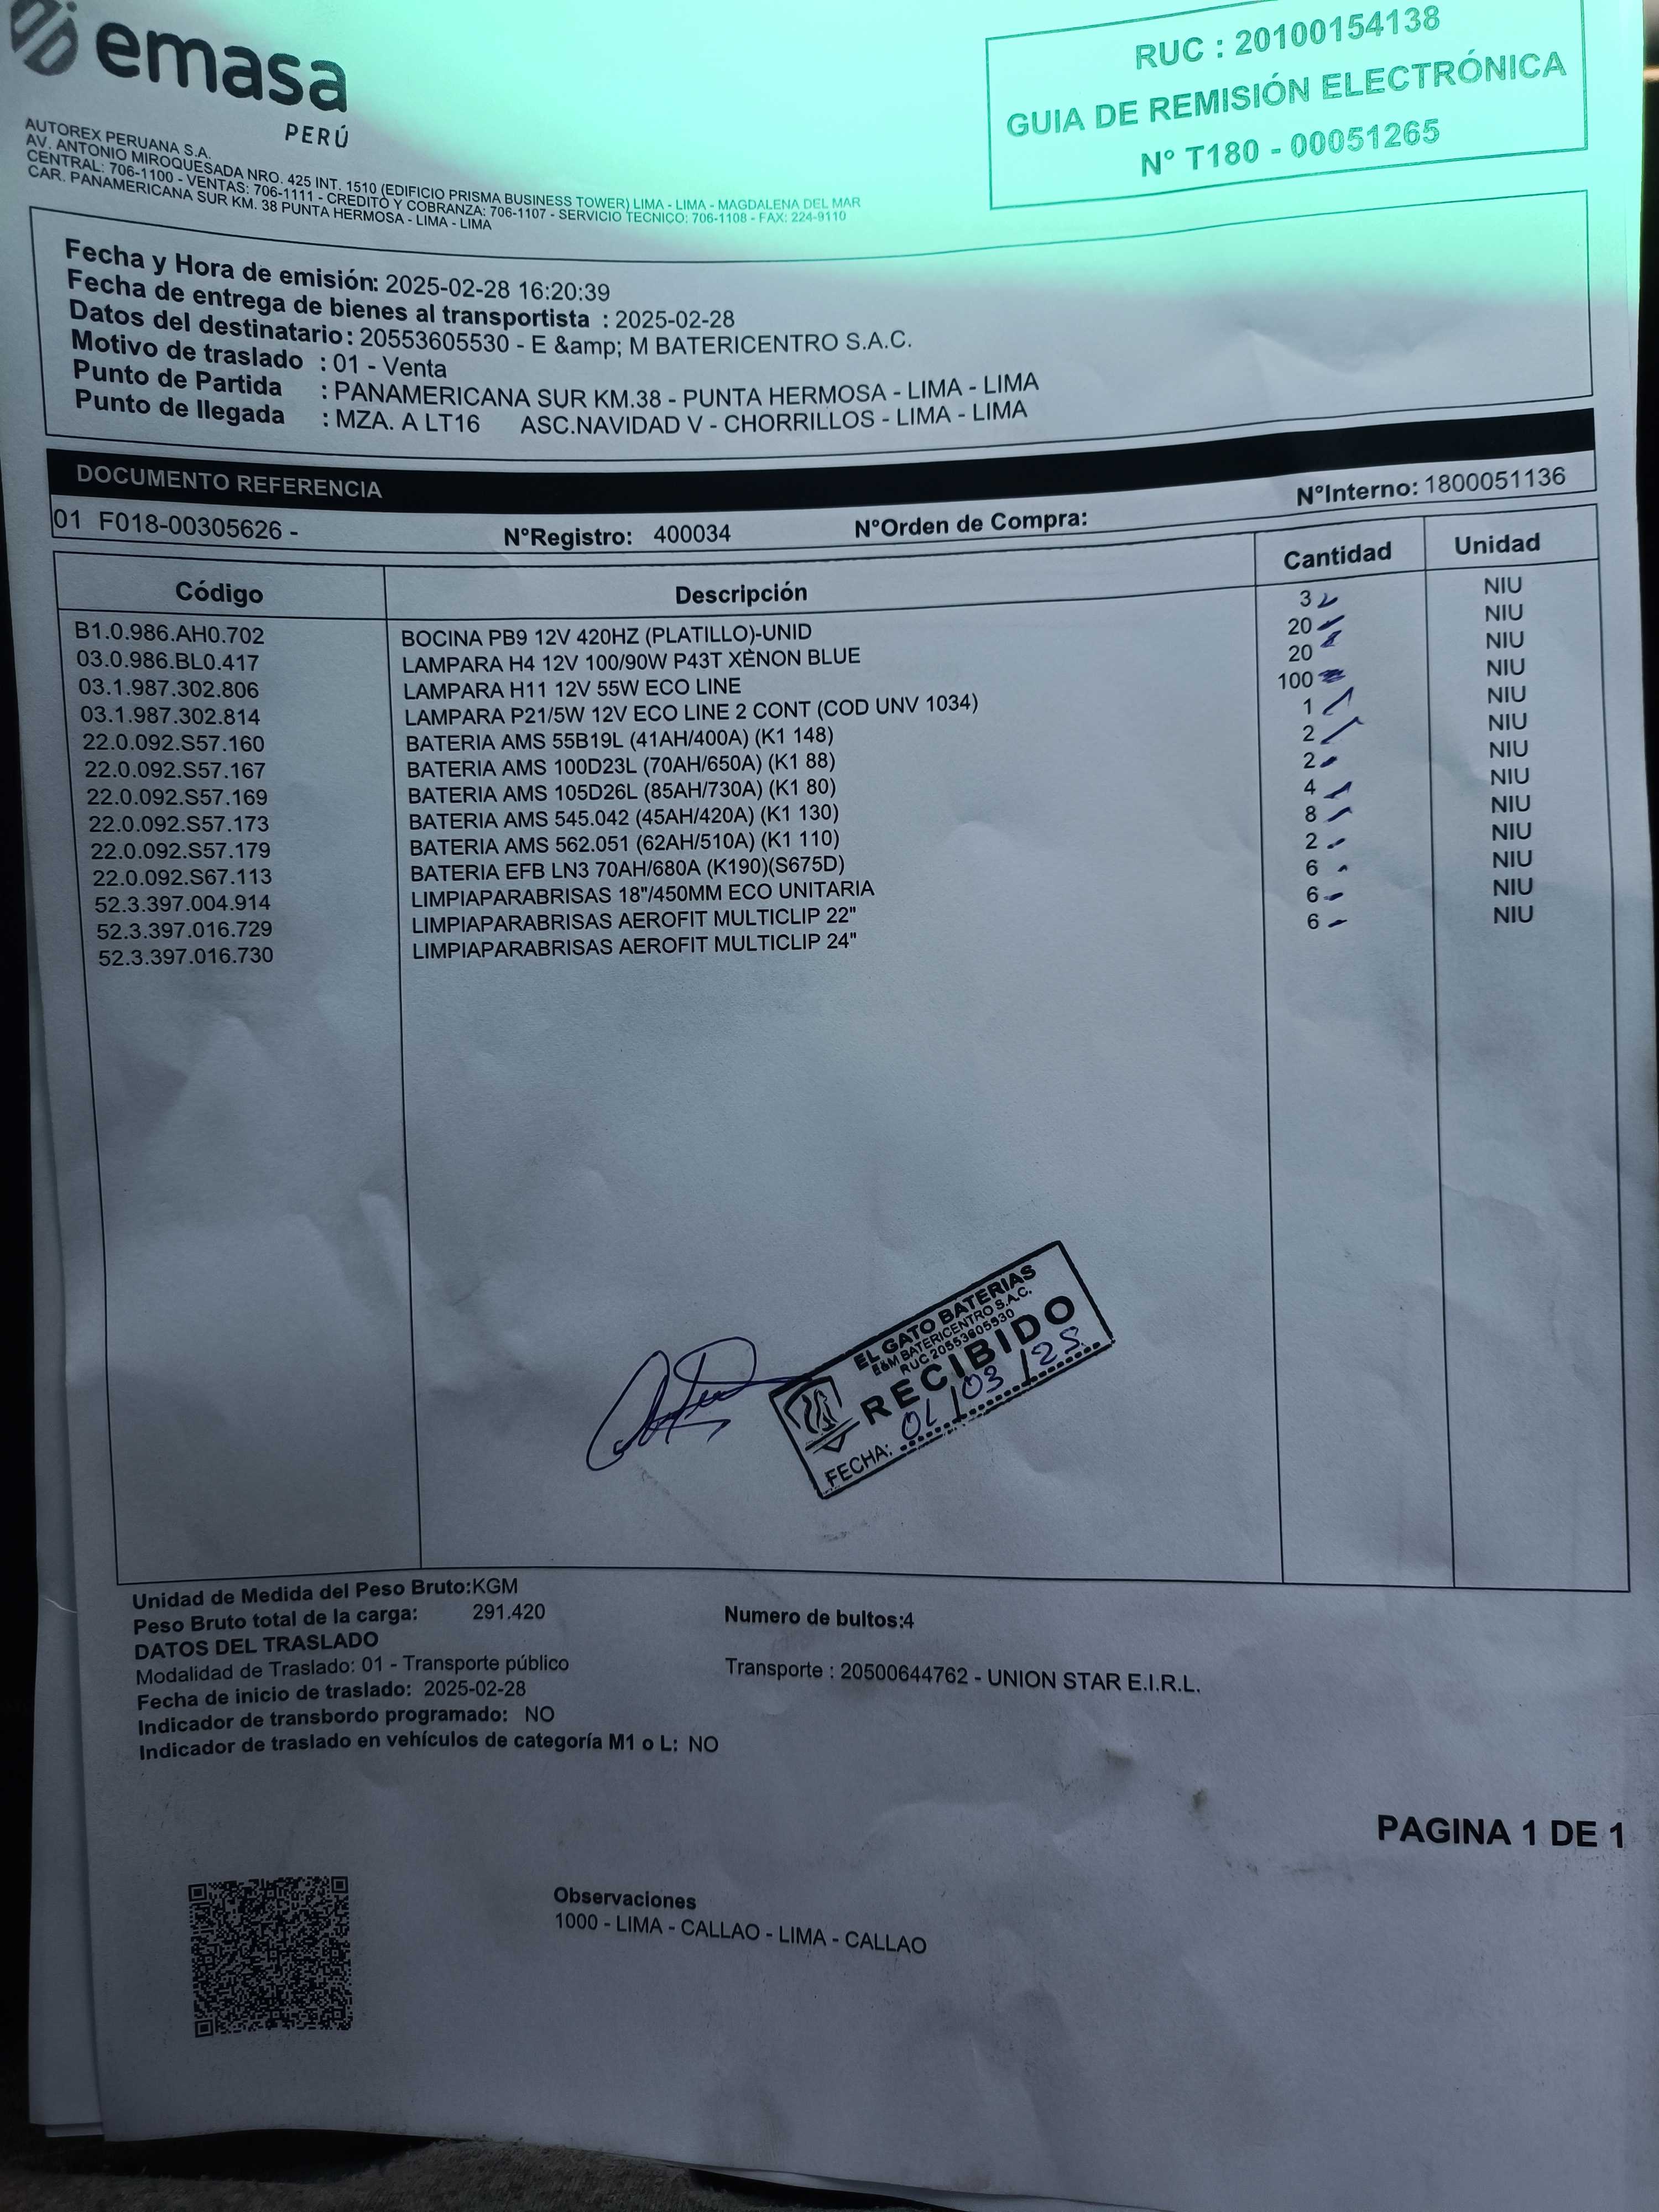 emasa
PERÚ
AUTOREX PERUANA S.A.
AV. ANTONIO MIROQUESADA NRO. 425 INT. 1510 (EDIFICIO PRISMA BUSINESS TOWER) LIMA - LIMA - MAGDALENA DEL MAR
CENTRAL: 706-1100 - VENTAS: 706-1111 - CREDITO Y COBRANZA: 706-1107 - SERVICIO TECNICO: 706-1108 - FAX: 224-9110
CAR. PANAMERICANA SUR KM. 38 PUNTA HERMOSA - LIMA - LIMA
RUC : 20100154138
GUIA DE REMISIÓN ELECTRÓNICA
N° T180 - 00051265
Fecha y Hora de emisión: 2025-02-28 16:20:39
Fecha de entrega de bienes al transportista : 2025-02-28
Datos del destinatario : 20553605530 - E &amp; M BATERICENTRO S.A.C.
Motivo de traslado : 01 - Venta
Punto de Partida : PANAMERICANA SUR KM.38 - PUNTA HERMOSA - LIMA - LIMA
Punto de llegada : MZA. A LT16 ASC.NAVIDAD V - CHORRILLOS - LIMA - LIMA
DOCUMENTO REFERENCIA
01 F018-00305626 - N°Registro: 400034 N°Orden de Compra: N°Interno: 1800051136
Código Descripción Cantidad Unidad
B1.0.986.AH0.702 BOCINA PB9 12V 420HZ (PLATILLO)-UNID 3 NIU
03.0.986.BL0.417 LAMPARA H4 12V 100/90W P43T XENON BLUE 20 NIU
03.1.987.302.806 LAMPARA H11 12V 55W ECO LINE 20 NIU
03.1.987.302.814 LAMPARA P21/5W 12V ECO LINE 2 CONT (COD UNV 1034) 100 NIU
22.0.092.S57.160 BATERIA AMS 55B19L (41AH/400A) (K1 148) 1 NIU
22.0.092.S57.167 BATERIA AMS 100D23L (70AH/650A) (K1 88) 2 NIU
22.0.092.S57.169 BATERIA AMS 105D26L (85AH/730A) (K1 80) 2 NIU
22.0.092.S57.173 BATERIA AMS 545.042 (45AH/420A) (K1 130) 4 NIU
22.0.092.S57.179 BATERIA AMS 562.051 (62AH/510A) (K1 110) 8 NIU
22.0.092.S67.113 BATERIA EFB LN3 70AH/680A (K190)(S675D) 2 NIU
52.3.397.004.914 LIMPIAPARABRISAS 18"/450MM ECO UNITARIA 6 NIU
52.3.397.016.729 LIMPIAPARABRISAS AEROFIT MULTICLIP 22" 6 NIU
52.3.397.016.730 LIMPIAPARABRISAS AEROFIT MULTICLIP 24" 6 NIU
EL GATO BATERIAS
E&M BATERICENTRO S.A.C.
RUC 20553605530
RECIBIDO
FECHA: 01/03/25
Unidad de Medida del Peso Bruto:KGM
Peso Bruto total de la carga: 291.420 Numero de bultos:4
DATOS DEL TRASLADO
Modalidad de Traslado: 01 - Transporte público Transporte : 20500644762 - UNION STAR E.I.R.L.
Fecha de inicio de traslado: 2025-02-28
Indicador de transbordo programado: NO
Indicador de traslado en vehículos de categoría M1 o L: NO
PAGINA 1 DE 1
Observaciones
1000 - LIMA - CALLAO - LIMA - CALLAO